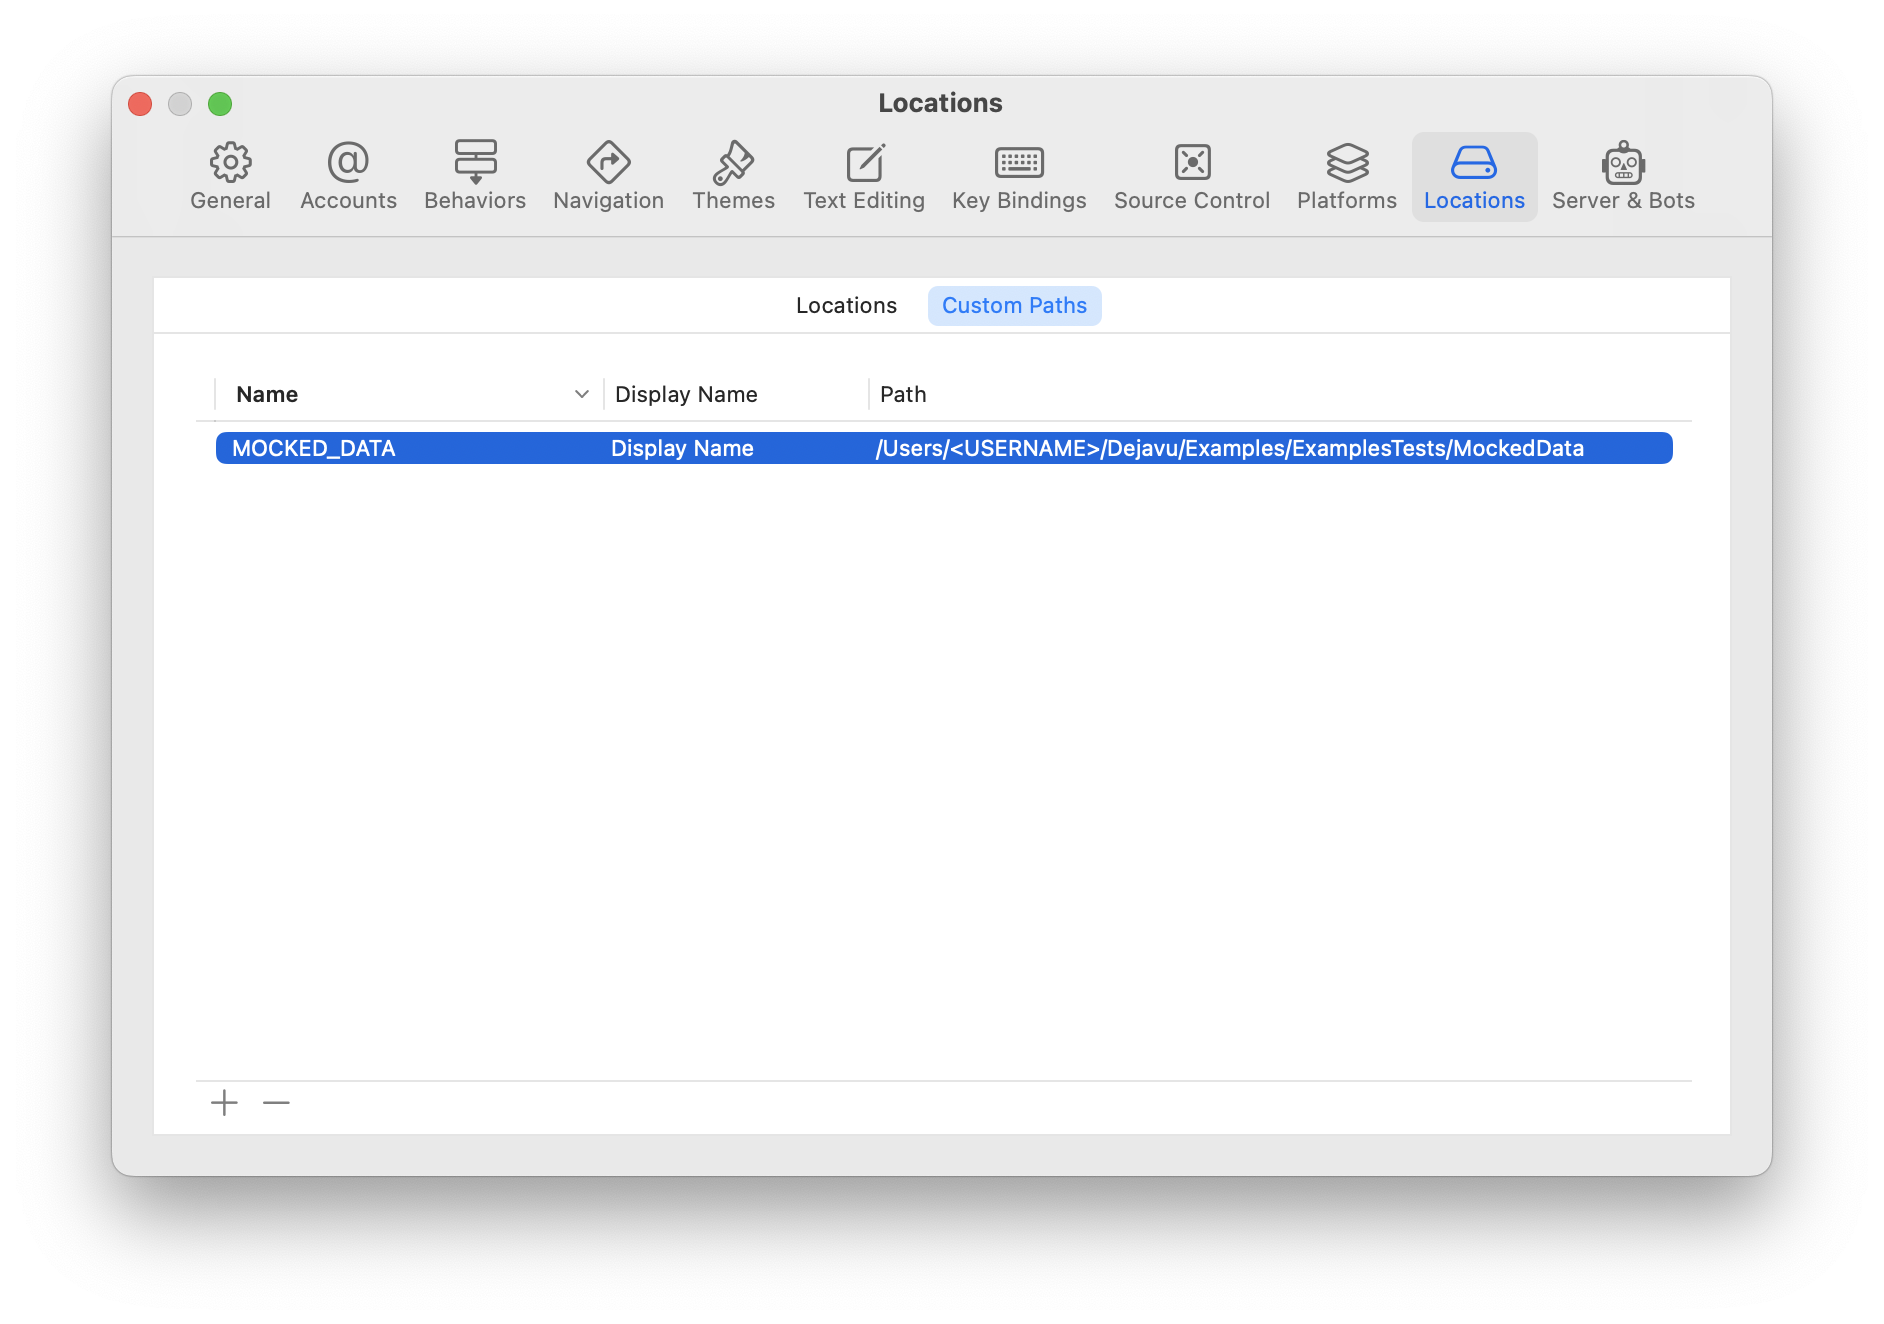 Locations
General Accounts Behaviors Navigation Themes Text Editing Key Bindings Source Control Platforms Locations Server & Bots
Locations Custom Paths
Name Display Name Path
MOCKED_DATA Display Name /Users/<USERNAME>/Dejavu/Examples/ExamplesTests/MockedData